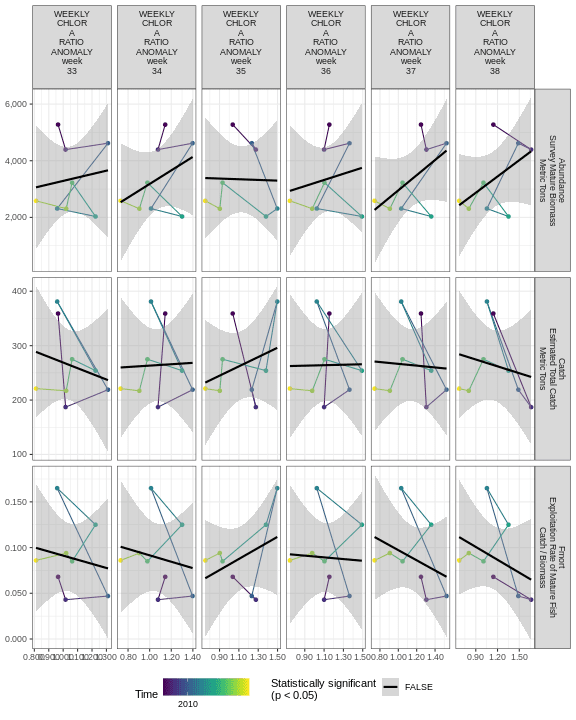 WEEKLY
CHLOR
A
RATIO
ANOMALY
week
33
WEEKLY
CHLOR
A
RATIO
ANOMALY
week
34
WEEKLY
CHLOR
A
RATIO
ANOMALY
week
35
WEEKLY
CHLOR
A
RATIO
ANOMALY
week
36
WEEKLY
CHLOR
A
RATIO
ANOMALY
week
37
WEEKLY
CHLOR
A
RATIO
ANOMALY
week
38
6,000
4,000
2,000
Abundance
Survey Mature Biomass
Metric Tons
400
300
200
100
Catch
Estimated Total Catch
Metric Tons
0.150
0.100
0.050
0.000
Fmort
Exploitation Rate of Mature Fish
Catch / Biomass
0.80 1.00 1.20 1.40
0.90 1.10 1.30 1.50
0.80 1.00 1.20 1.40
0.90 1.20 1.50
Time
2010
Statistically significant
(p < 0.05)
FALSE